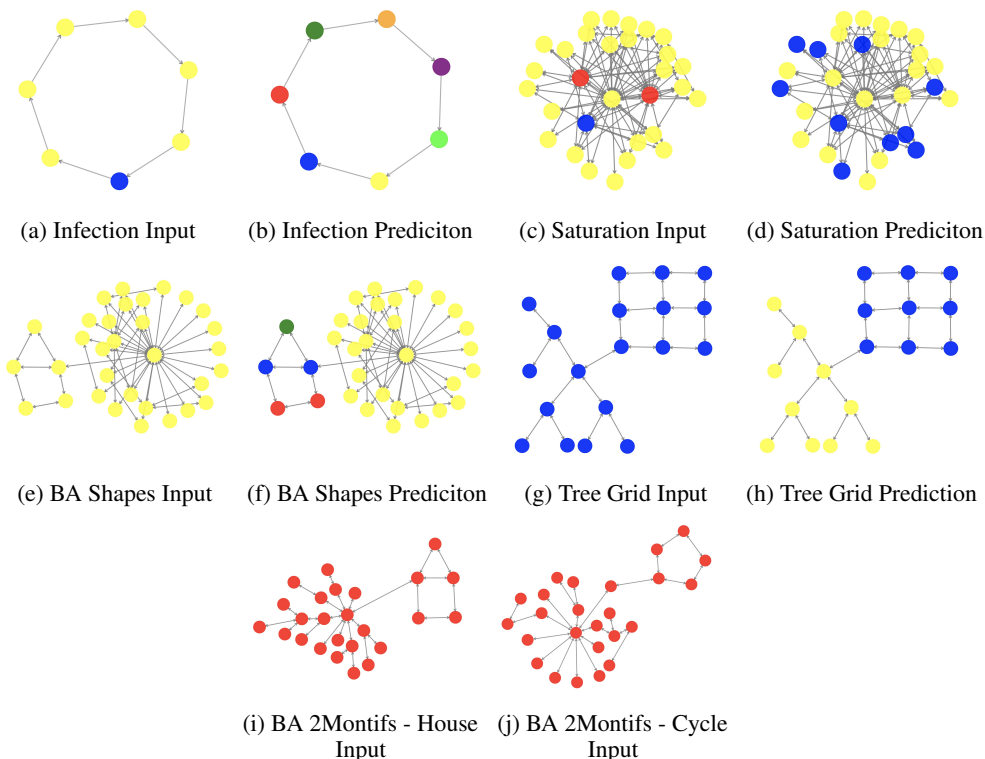 (a) Infection Input
(b) Infection Prediciton
(c) Saturation Input
(d) Saturation Prediciton
(e) BA Shapes Input
(f) BA Shapes Prediciton
(g) Tree Grid Input
(h) Tree Grid Prediction
(i) BA 2Montifs - House
Input
(j) BA 2Montifs - Cycle
Input